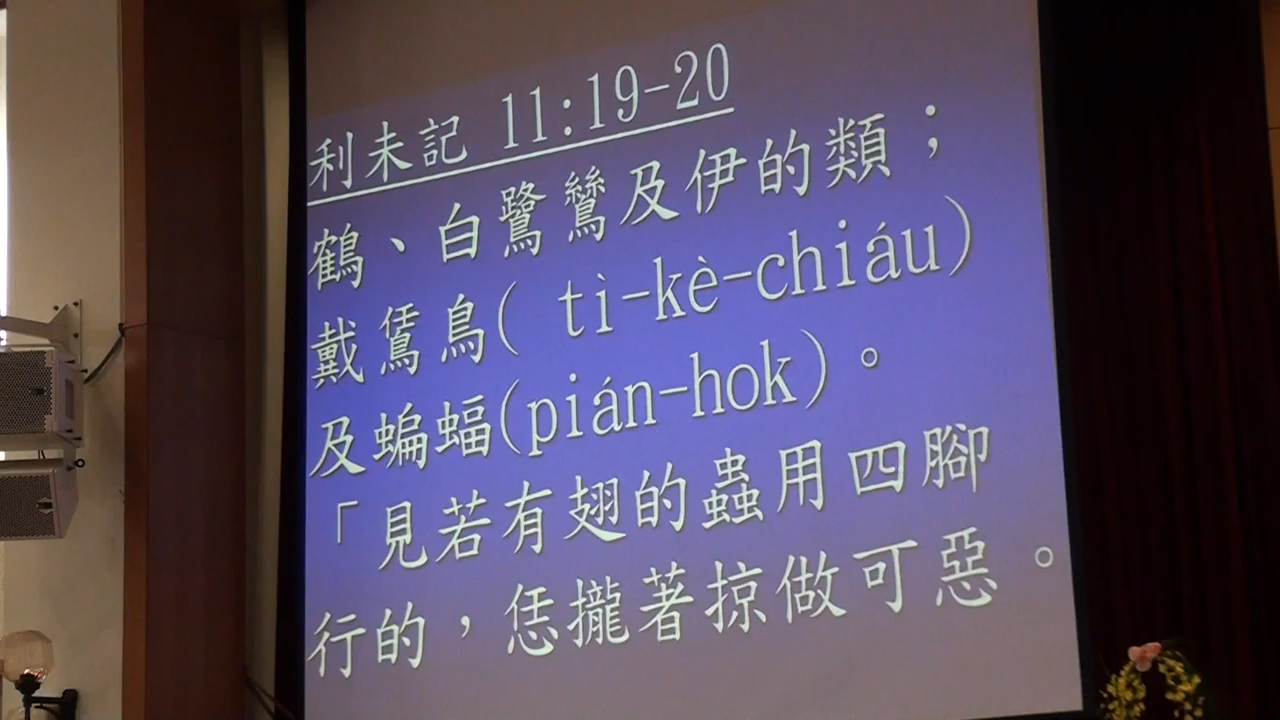 利未記 11:19-20
鶴、白鷺鷥及伊的類；
戴鵀鳥( tì-kè-chiáu)
及蝙蝠(pián-hok)。
「見若有翅的蟲用四腳
行的，恁攏著掠做可惡。